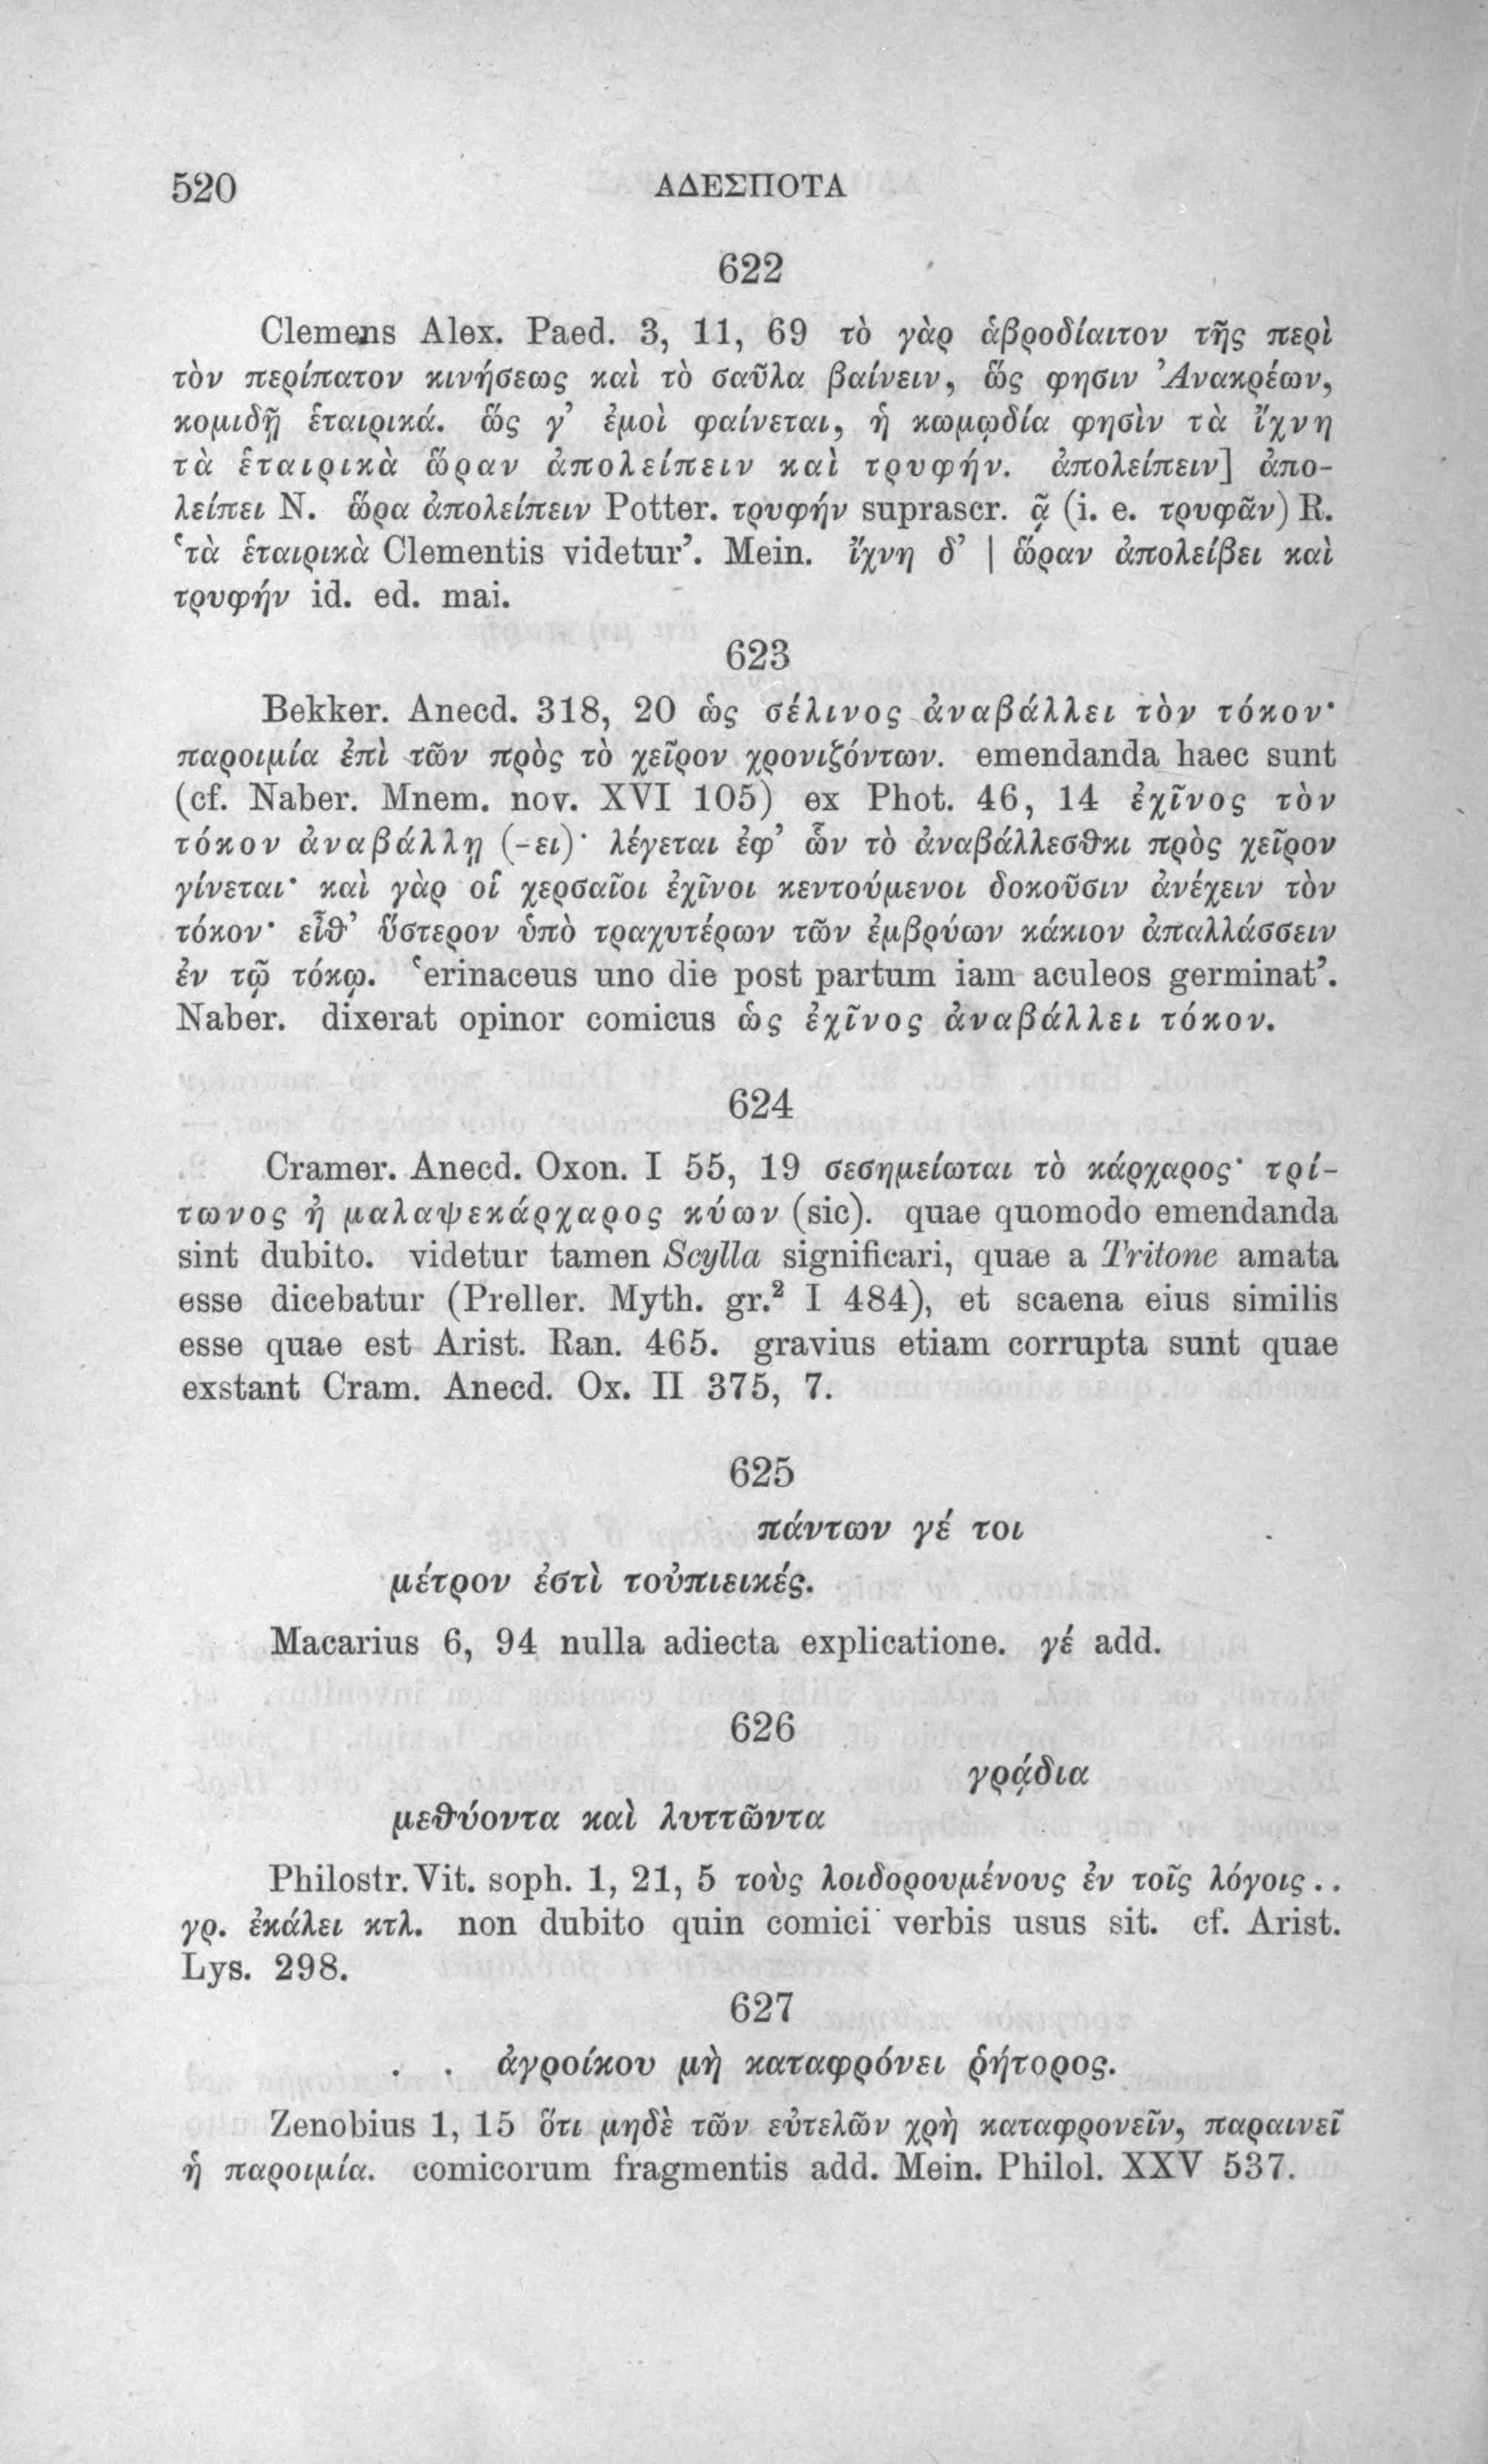 520 ΑΔΕΣΠΟΤΑ
622
Clemens Alex. Paed. 3, 11, 69 τὸ γὰρ ἁβροδίαιτον τῆς περὶ
τὸν περίπατον κινήσεως καὶ τὸ σαῦλα βαίνειν, ὥς φησιν Ἀνακρέων,
κομιδῇ ἑταιρικά. ὥς γ’ ἐμοὶ φαίνεται, ἡ κωμῳδία φησὶν τὰ ἴχνη
τὰ ἑταιρικὰ ὥραν ἀπολείπειν καὶ τρυφήν. ἀπολείπειν] ἀπο-
λείπει N. ὥρα ἀπολείπειν Potter. τρυφήν suprascr. ᾷ (i. e. τρυφᾶν) R.
‘τὰ ἑταιρικὰ Clementis videtur’. Mein. ἴχνη δ’ | ὥραν ἀπολείβει καὶ
τρυφήν id. ed. mai.
623
Bekker. Anecd. 318, 20 ὡς σέλινος ἀναβάλλει τὸν τόκον·
παροιμία ἐπὶ τῶν πρὸς τὸ χεῖρον χρονιζόντων. emendanda haec sunt
(cf. Naber. Mnem. nov. XVI 105) ex Phot. 46, 14 ἐχῖνος τὸν
τόκον ἀναβάλλῃ (-ει)· λέγεται ἐφ’ ὧν τὸ ἀναβάλλεσθκι πρὸς χεῖρον
γίνεται· καὶ γὰρ οἱ χερσαῖοι ἐχῖνοι κεντούμενοι δοκοῦσιν ἀνέχειν τὸν
τόκον· εἶθ’ ὕστερον ὑπὸ τραχυτέρων τῶν ἐμβρύων κάκιον ἀπαλλάσσειν
ἐν τῷ τόκῳ. ‘erinaceus uno die post partum iam aculeos germinat’.
Naber. dixerat opinor comicus ὡς ἐχῖνος ἀναβάλλει τόκον.
624
Cramer. Anecd. Oxon. I 55, 19 σεσημείωται τὸ κάρχαρος· τρί-
τωνος ἡ μαλαψεκάρχαρος κύων (sic). quae quomodo emendanda
sint dubito. videtur tamen Scylla significari, quae a Tritone amata
esse dicebatur (Preller. Myth. gr.² I 484), et scaena eius similis
esse quae est Arist. Ran. 465. gravius etiam corrupta sunt quae
exstant Cram. Anecd. Ox. II 375, 7.
625
πάντων γέ τοι
μέτρον ἐστὶ τοὐπιεικές.
Macarius 6, 94 nulla adiecta explicatione. γέ add.
626
γρᾴδια
μεθύοντα καὶ λυττῶντα
Philostr. Vit. soph. 1, 21, 5 τοὺς λοιδορουμένους ἐν τοῖς λόγοις..
γρ. ἐκάλει κτλ. non dubito quin comici verbis usus sit. cf. Arist.
Lys. 298.
627
. . ἀγροίκου μὴ καταφρόνει ῥήτορος.
Zenobius 1, 15 ὅτι μηδὲ τῶν εὐτελῶν χρὴ καταφρονεῖν, παραινεῖ
ἡ παροιμία. comicorum fragmentis add. Mein. Philol. XXV 537.